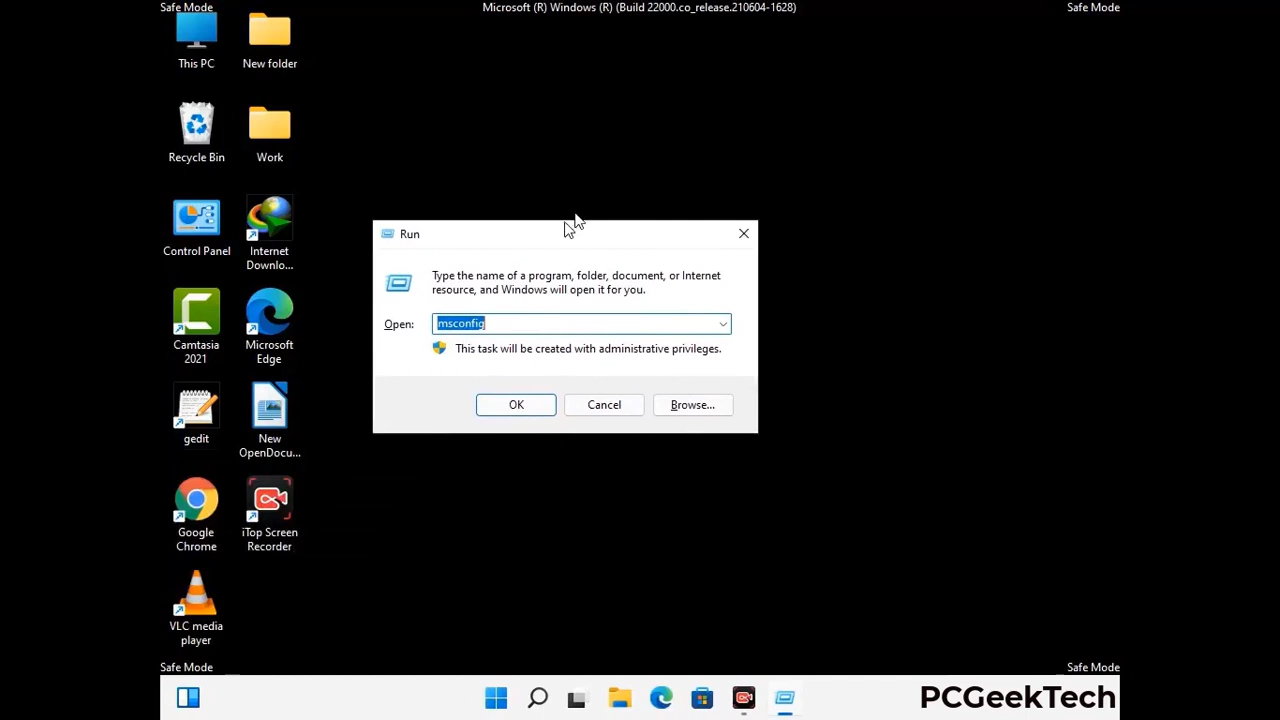 Safe Mode
Microsoft (R) Windows (R) (Build 22000.co_release.210604-1628)
Safe Mode
This PC
New folder
Recycle Bin
Work
Control Panel
Internet
Downlo...
Camtasia
2021
Microsoft
Edge
gedit
New
OpenDocu...
Google
Chrome
iTop Screen
Recorder
VLC media
player
Run
Type the name of a program, folder, document, or Internet
resource, and Windows will open it for you.
Open:
msconfig
This task will be created with administrative privileges.
OK
Cancel
Browse...
Safe Mode
Safe Mode
PCGeekTech